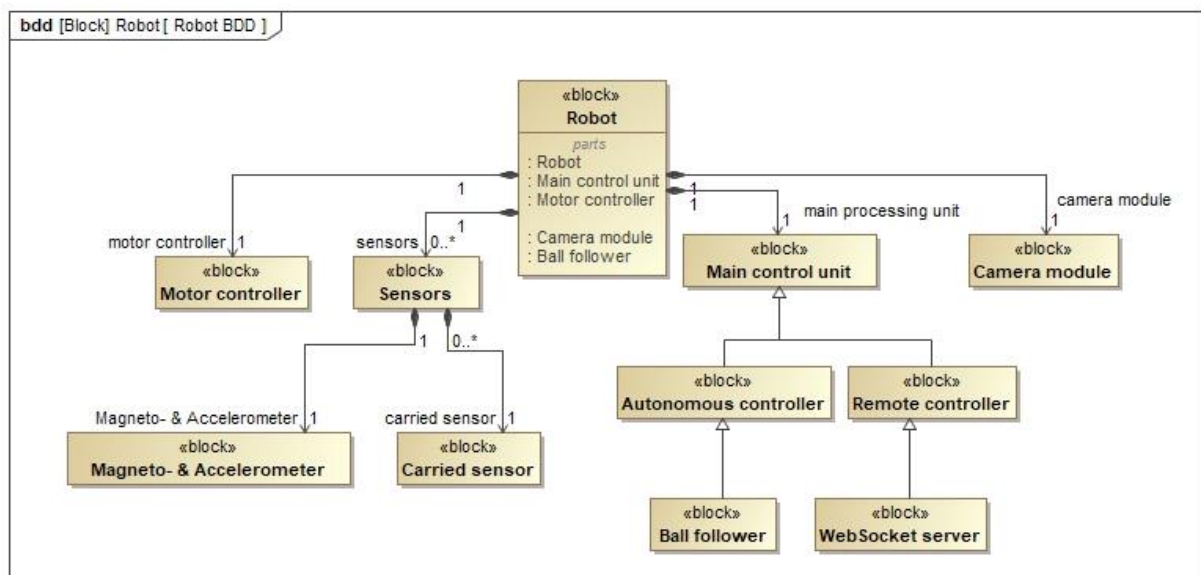 bdd [Block] Robot [ Robot BDD ]
«block»
Robot
parts
: Robot
: Main control unit
: Motor controller
: Camera module
: Ball follower
1
1
1
1
motor controller
1
sensors
0..*
main processing unit
1
camera module
1
«block»
Motor controller
«block»
Sensors
«block»
Main control unit
«block»
Camera module
1
0..*
Magneto- & Accelerometer
1
carried sensor
1
«block»
Autonomous controller
«block»
Remote controller
«block»
Magneto- & Accelerometer
«block»
Carried sensor
«block»
Ball follower
«block»
WebSocket server